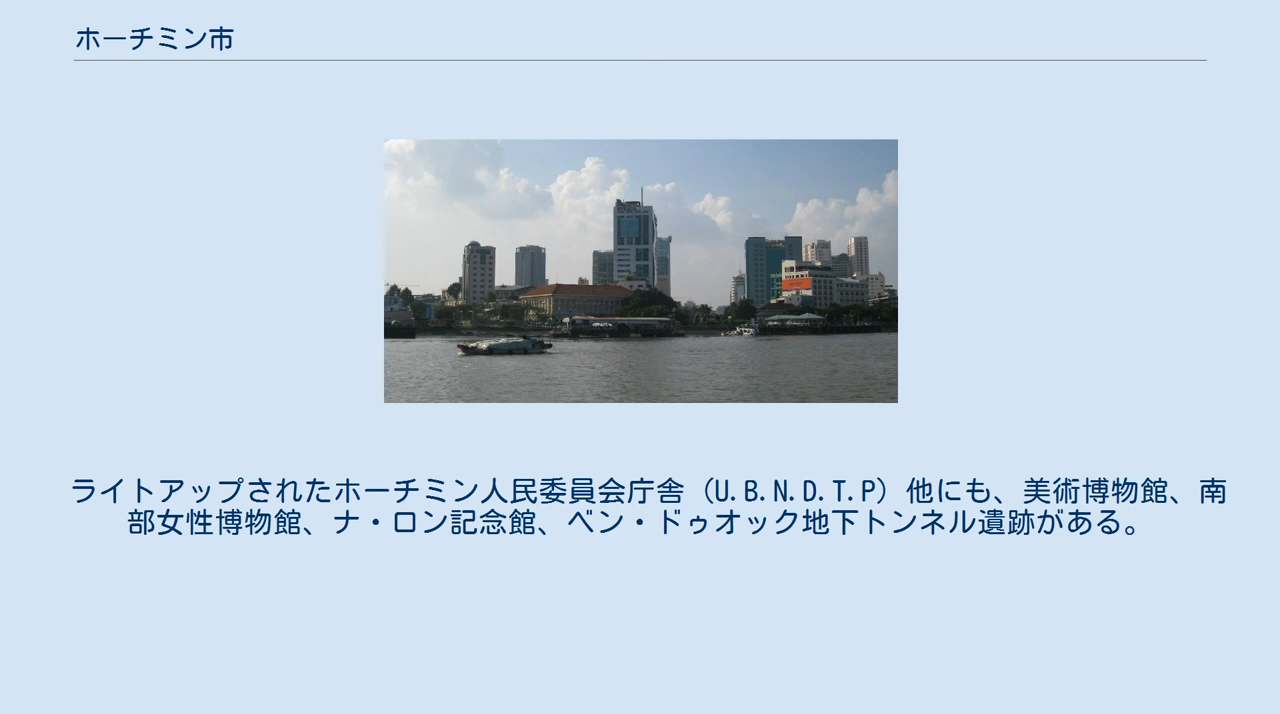 ホーチミン市
ライトアップされたホーチミン人民委員会庁舎（U.B.N.D.T.P）他にも、美術博物館、南
部女性博物館、ナ・ロン記念館、ベン・ドゥオック地下トンネル遺跡がある。